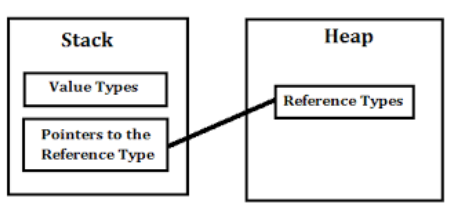 Stack
Value Types
Pointers to the
Reference Type
Heap
Reference Types